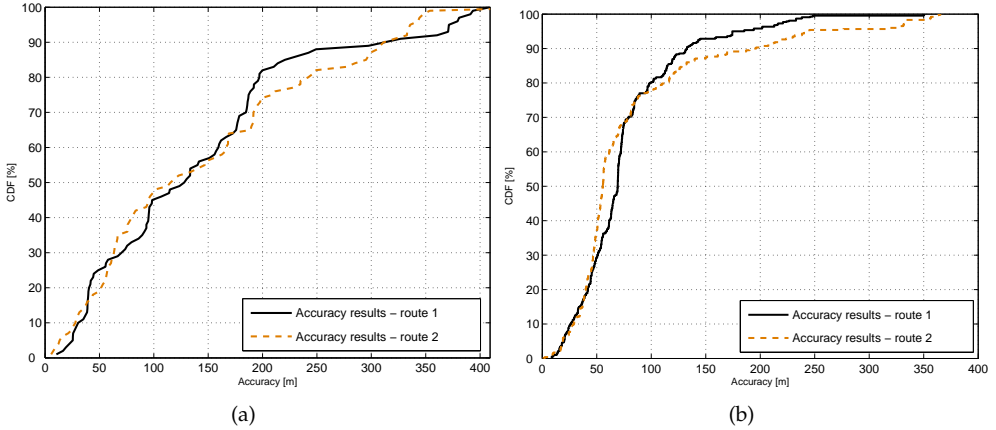 100
90
80
70
60
50
40
30
20
10
0
CDF [%]
0 50 100 150 200 250 300 350 400
Accuracy [m]
Accuracy results – route 1
Accuracy results – route 2
(a)
100
90
80
70
60
50
40
30
20
10
0
CDF [%]
0 50 100 150 200 250 300 350 400
Accuracy [m]
Accuracy results – route 1
Accuracy results – route 2
(b)